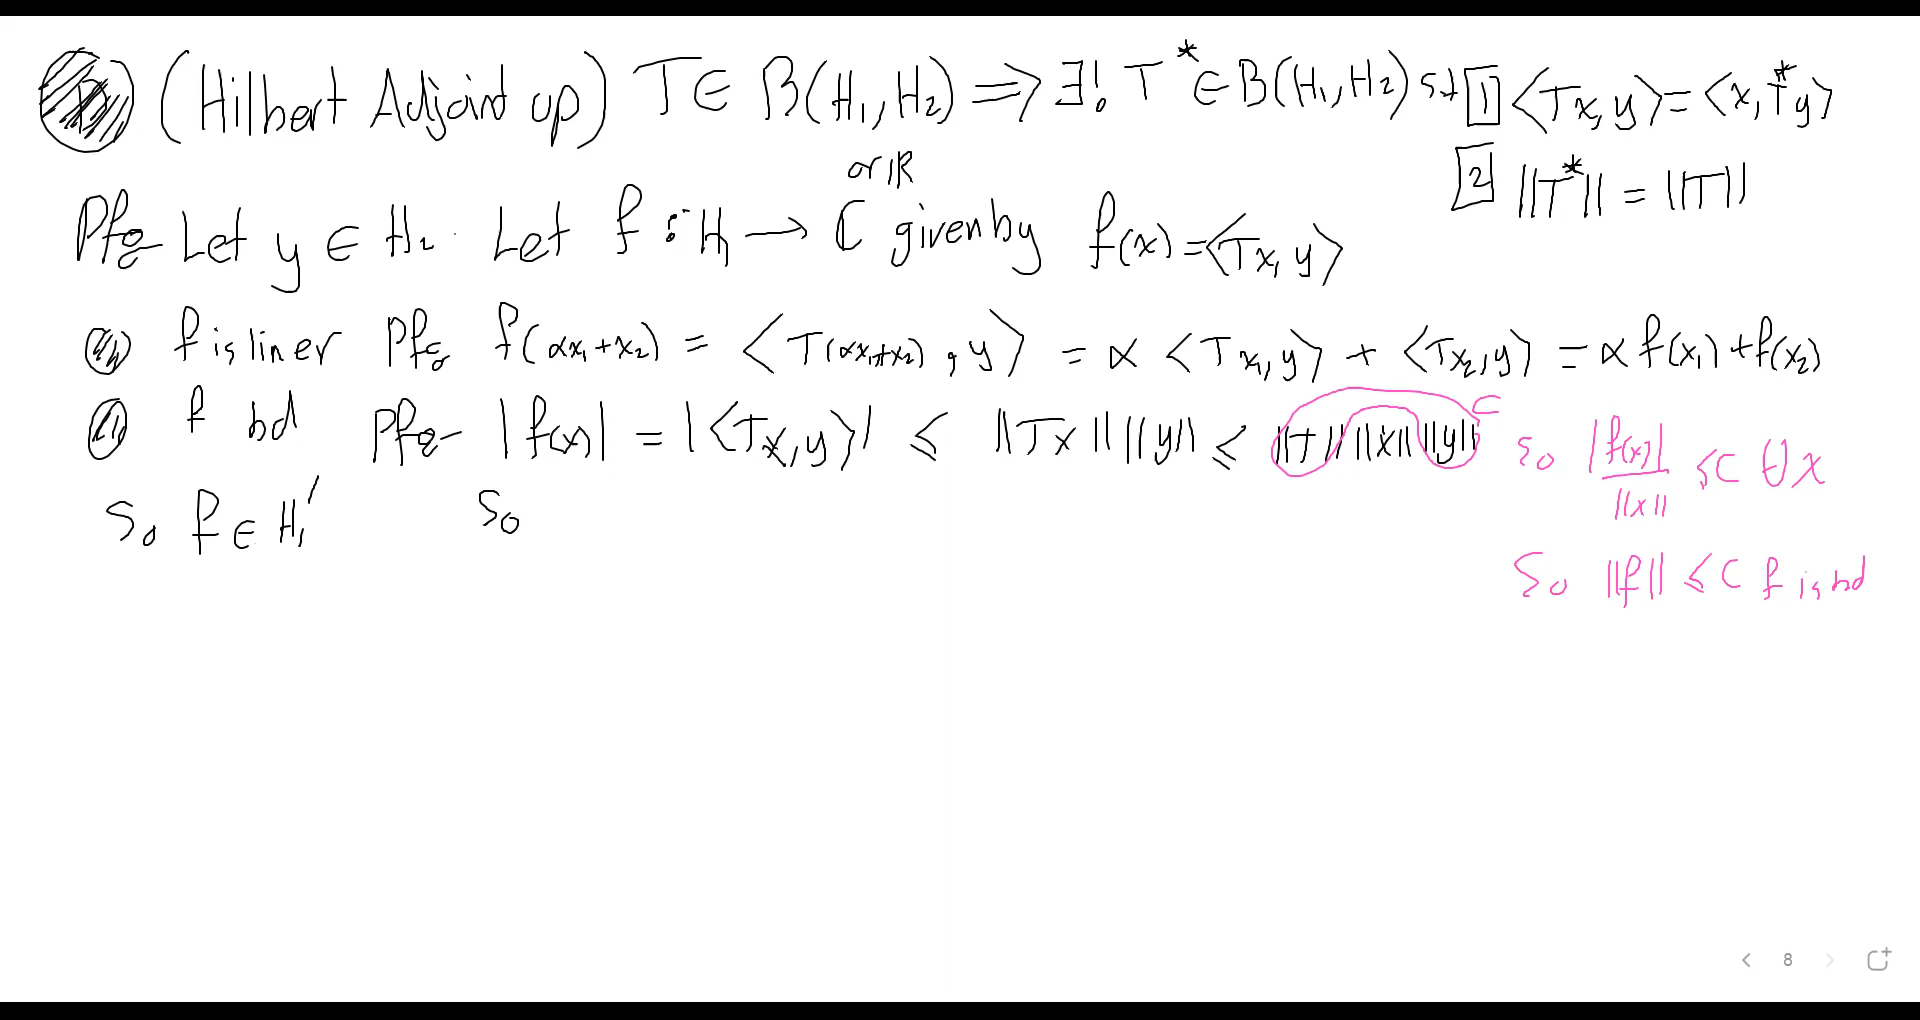 (Hilbert Adjoint op) T ∈ B(H₁, H₂) ⟹ ∃! T* ∈ B(H₁, H₂) st [1] ⟨Tx, y⟩ = ⟨x, T*y⟩
[2] ||T*|| = ||T||
or ℝ
Pf:- Let y ∈ H₂. Let f : H₁ → ℂ given by f(x) = ⟨Tx, y⟩
f is liner Pf: f(αx₁+x₂) = ⟨T(αx₁+x₂), y⟩ = α⟨Tx₁, y⟩ + ⟨Tx₂, y⟩ = αf(x₁) + f(x₂)
f bd Pf:- |f(x)| = |⟨Tx, y⟩| ≤ ||Tx|| ||y|| ≤ ||T|| ||x|| ||y|| C so |f(x)|/||x|| ≤ C ∀x
So f ∈ H₁′ So
So ||f|| ≤ C f is bd
8